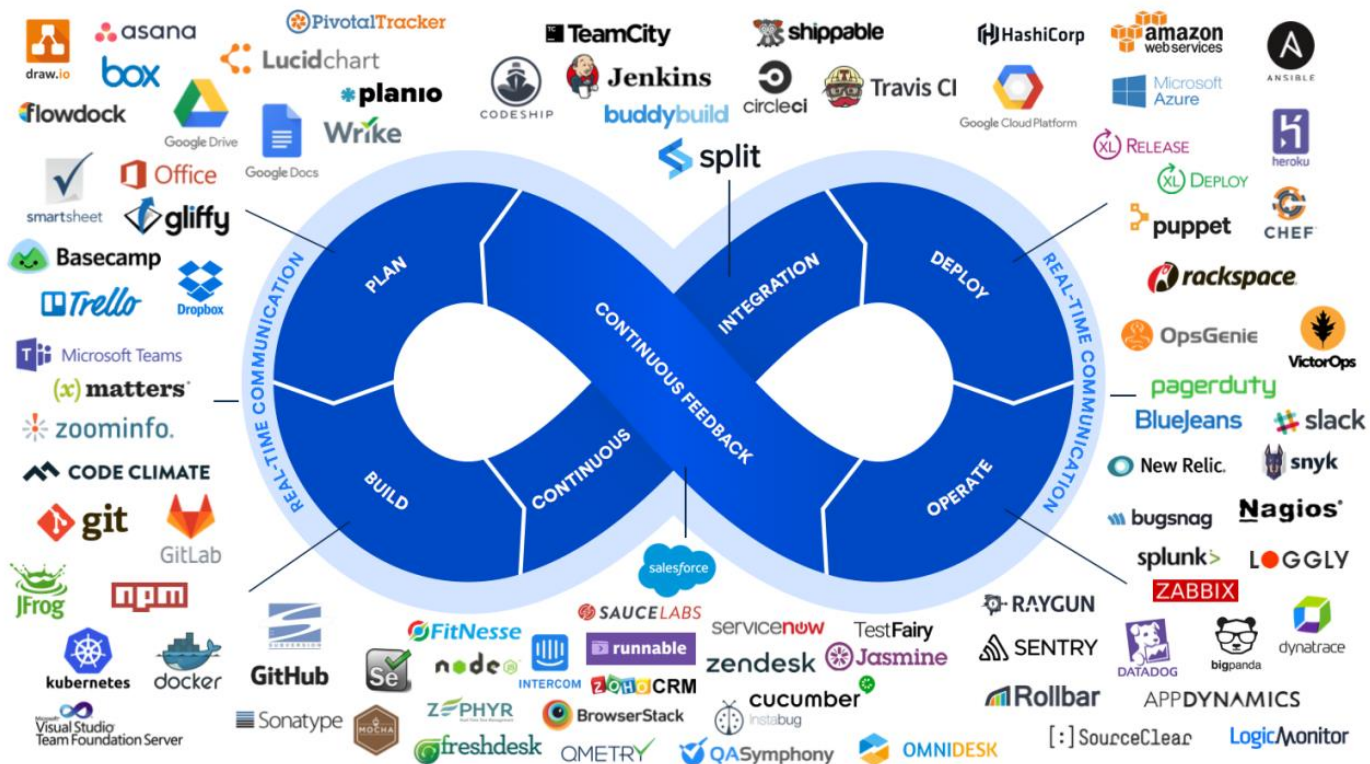 draw.io
asana
box
PivotalTracker
Lucidchart
flowdock
Google Drive
planio
Google Docs
Wrike
smartsheet
Office
gliffy
Basecamp
Trello
Dropbox
TC
TeamCity
shippable
CODESHIP
Jenkins
buddybuild
circleci
Travis CI
split
HashiCorp
amazon
web services
ANSIBLE
Google Cloud Platform
Microsoft
Azure
XL RELEASE
heroku
XL DEPLOY
puppet
CHEF
rackspace
PLAN
BUILD
CONTINUOUS
INTEGRATION
CONTINUOUS FEEDBACK
DEPLOY
OPERATE
REAL-TIME COMMUNICATION
REAL-TIME COMMUNICATION
T
Microsoft Teams
(x) matters
zoominfo.
CODE CLIMATE
git
GitLab
JFrog
npm
kubernetes
docker
SUBVERSION
GitHub
Microsoft
Visual Studio
Team Foundation Server
Sonatype
OpsGenie
VictorOps
pagerduty
BlueJeans
slack
New Relic.
snyk
bugsnag
Nagios
splunk>
LOGGLY
ZABBIX
salesforce
SAUCELABS
FitNesse
Se
node
JS
INTERCOM
runnable
ZOHO CRM
servicenow
TestFairy
zendesk
Jasmine
ZEPHYR
MOCHA
BrowserStack
Instabug
cucumber
freshdesk
QMETRY
QASymphony
OMNIDESK
RAYGUN
SENTRY
DATADOG
bigpanda
dynatrace
Rollbar
APPDYNAMICS
[:]SourceClear
LogicMonitor